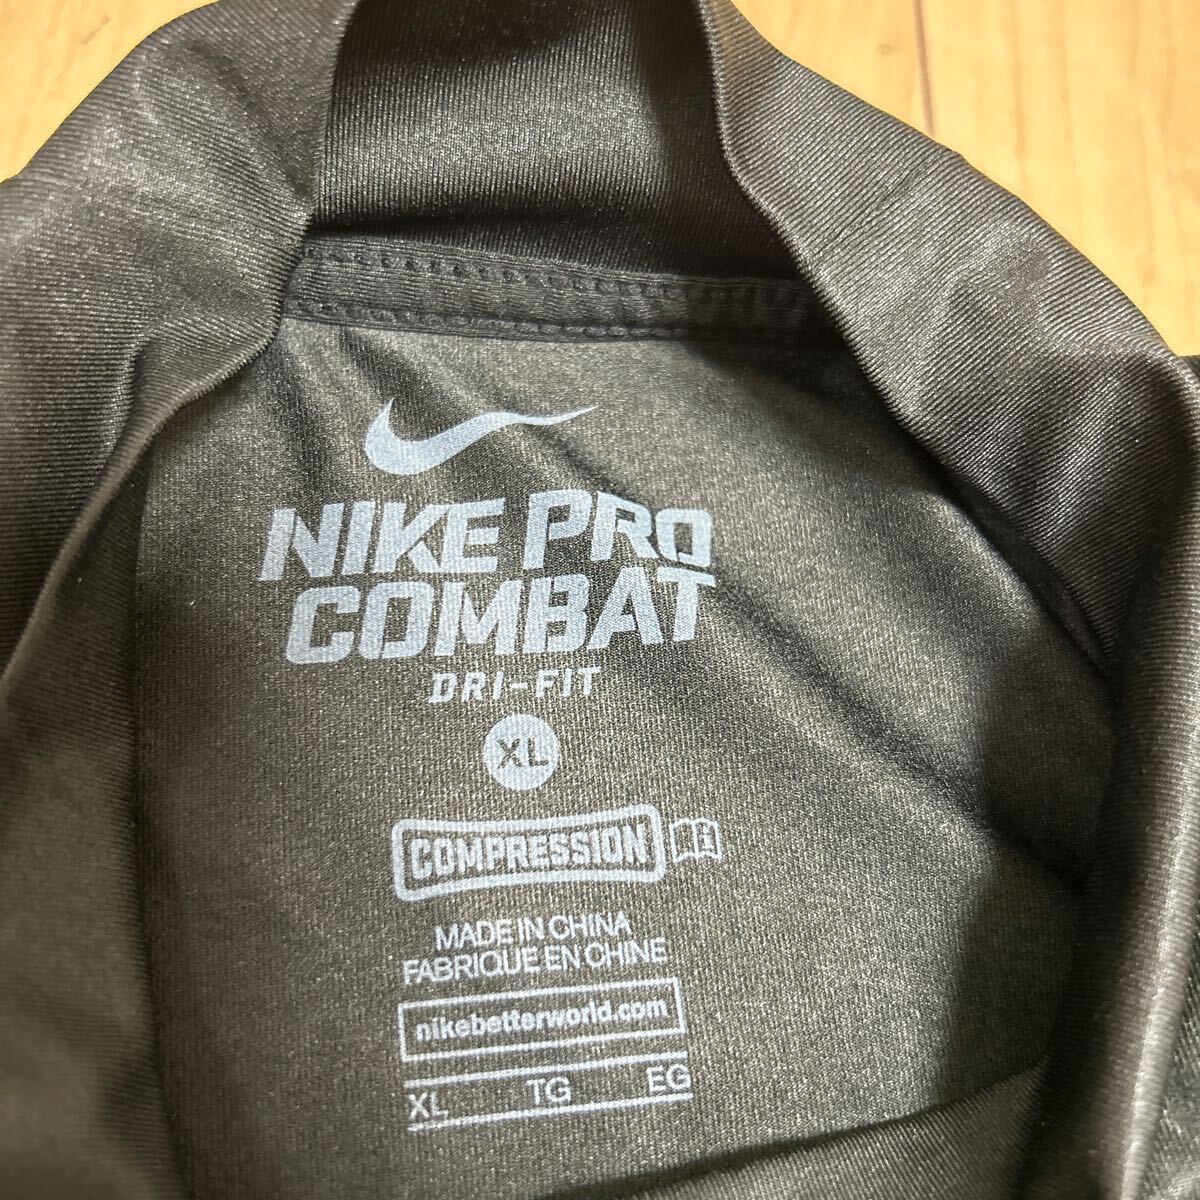 NIKE PRO
COMBAT
DRI-FIT
XL
COMPRESSION
MADE IN CHINA
FABRIQUE EN CHINE
nikebetterworld.com
XL TG EG